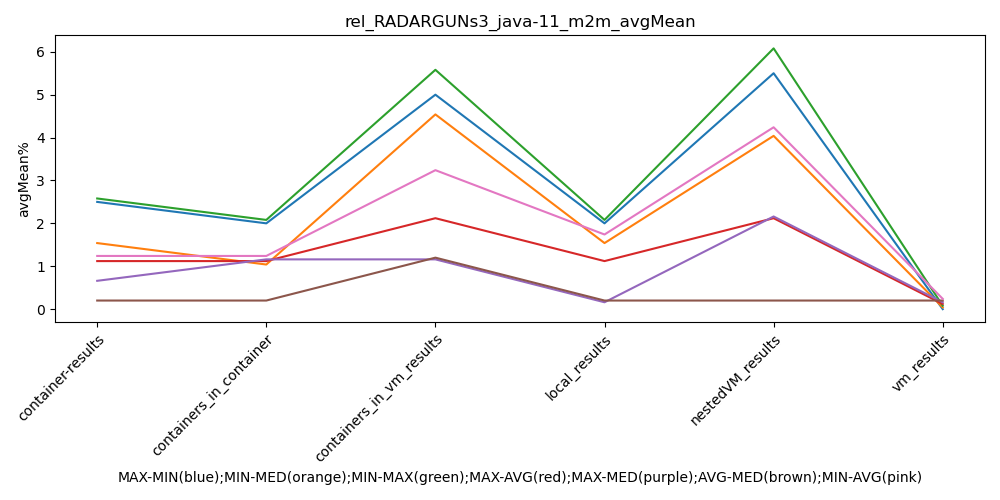 rel_RADARGUNs3_java-11_m2m_avgMean
avgMean%
6
5
4
3
2
1
0
container-results
containers_in_container
containers_in_vm_results
local_results
nestedVM_results
vm_results
MAX-MIN(blue);MIN-MED(orange);MIN-MAX(green);MAX-AVG(red);MAX-MED(purple);AVG-MED(brown);MIN-AVG(pink)